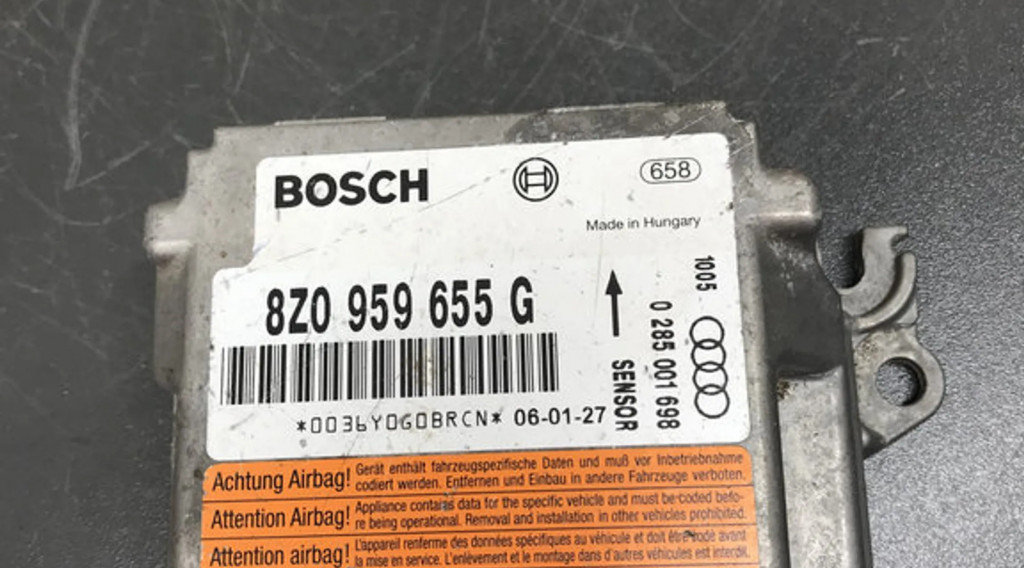 BOSCH
658
Made in Hungary
8Z0 959 655 G
*0036Y0G0BRCN* 06-01-27
SENSOR
0 285 001 698
1005
Achtung Airbag! Gerät enthält fahrzeugspezifische Daten und muß vor Inbetriebnahme
codiert werden. Entfernen und Einbau in andere Fahrzeuge verboten.
Attention Airbag! Appliance contains data for the specific vehicle and must be coded befo-
re being operational. Removal and installation in other vehicles prohibited.
Attention airbag! L'appareil renferme des données spécifiques au véhicule et doit être codé avant
la mise en service. L'enlèvement et le montage dans d'autres véhicules est interdit.